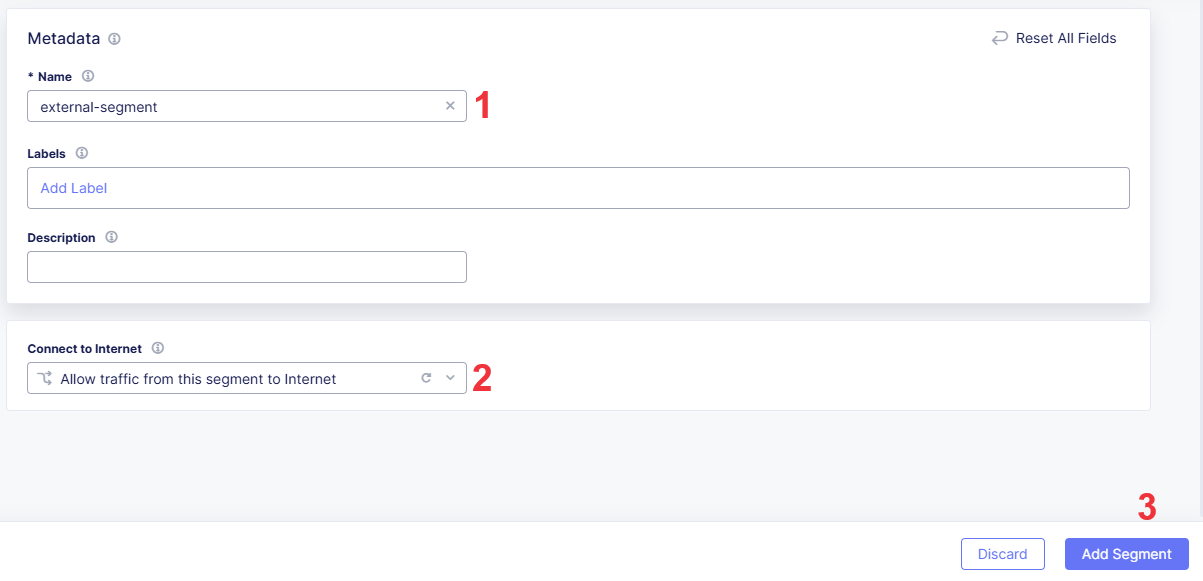 Metadata
Reset All Fields
* Name
external-segment
1
Labels
Add Label
Description
Connect to Internet
Allow traffic from this segment to Internet
2
3
Discard
Add Segment